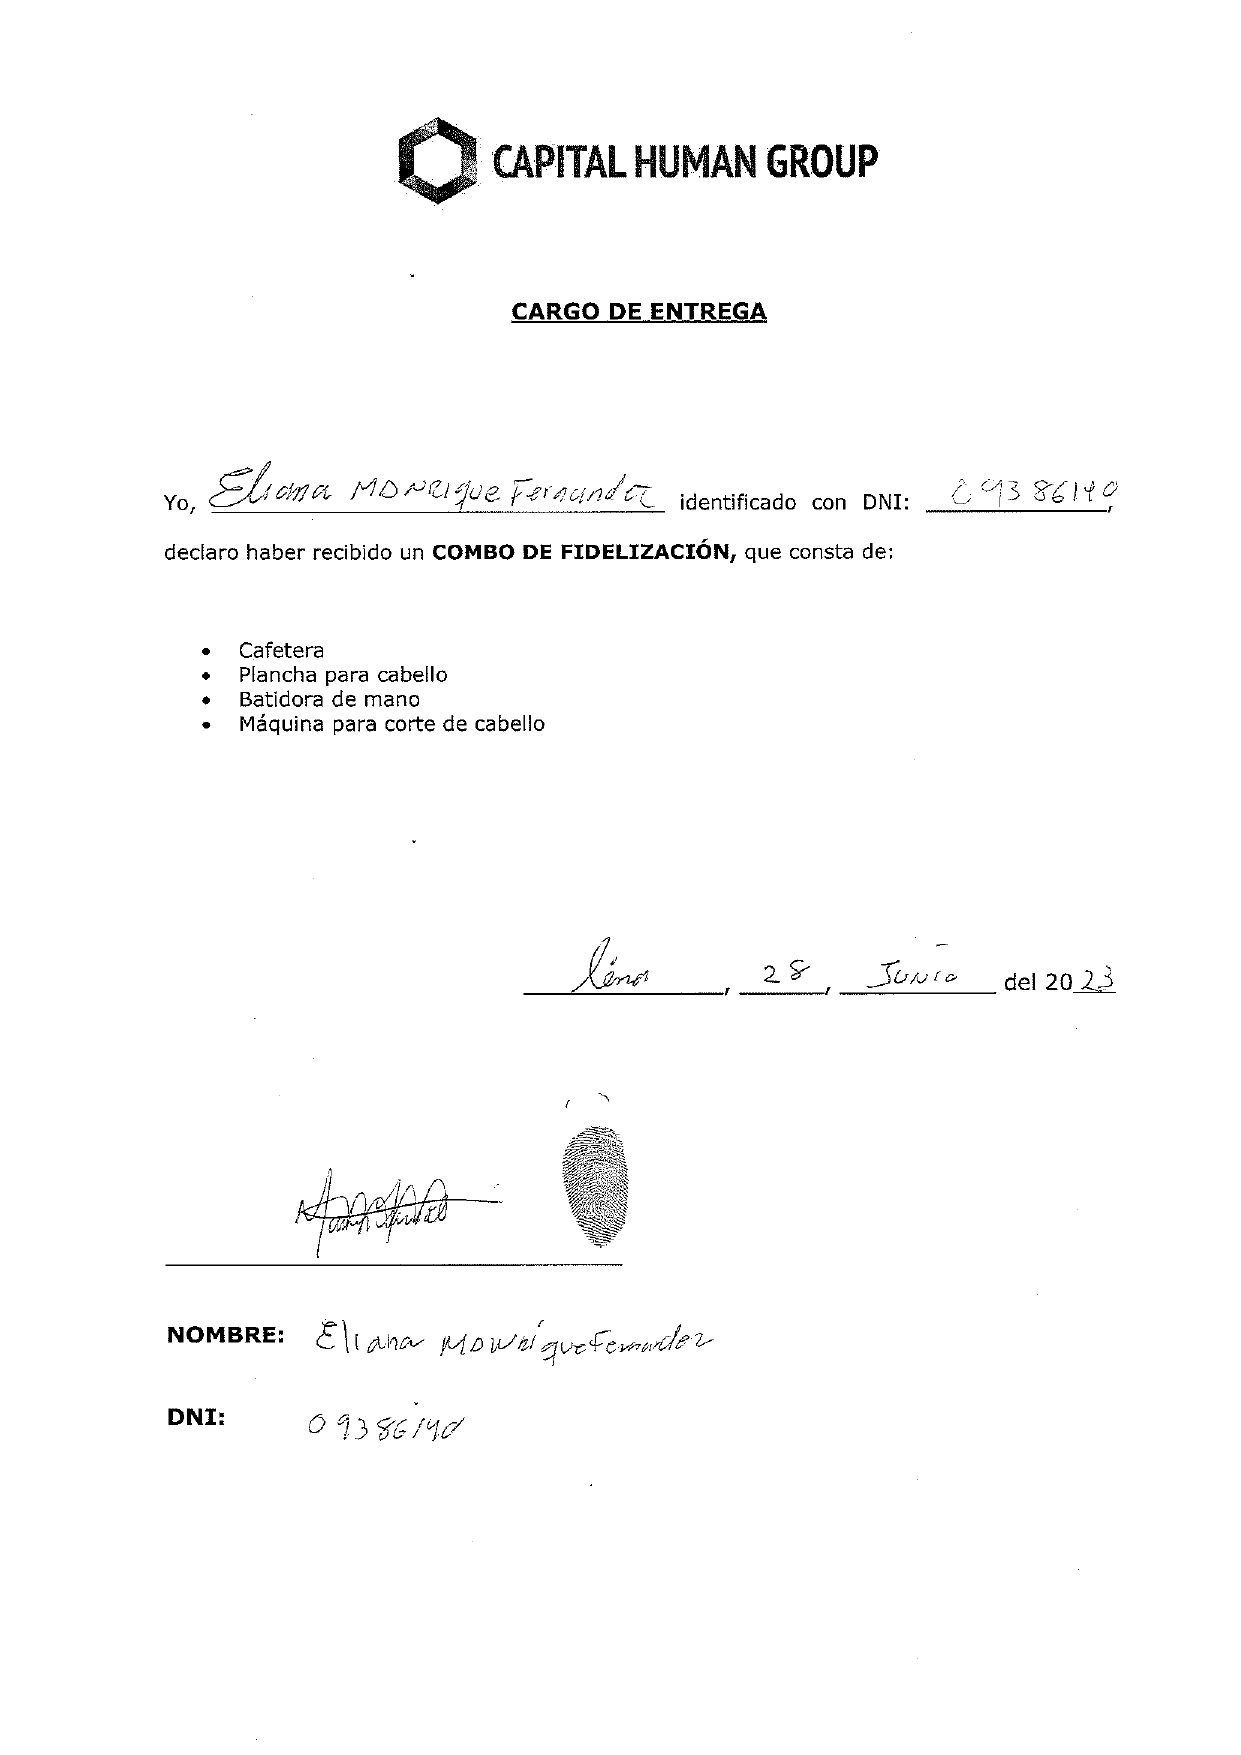 CAPITAL HUMAN GROUP
CARGO DE ENTREGA
Yo, Eliana MONRique Fernandez identificado con DNI: 09386140,
declaro haber recibido un COMBO DE FIDELIZACIÓN, que consta de:
• Cafetera
• Plancha para cabello
• Batidora de mano
• Máquina para corte de cabello
Lima, 28, Junio del 2023
NOMBRE: Eliana MONRique Fernandez
DNI: 09386140